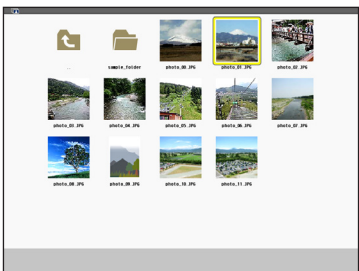 ..
sample_folder
photo_00.JPG
photo_01.JPG
photo_02.JPG
photo_03.JPG
photo_04.JPG
photo_05.JPG
photo_06.JPG
photo_07.JPG
photo_08.JPG
photo_09.JPG
photo_10.JPG
photo_11.JPG